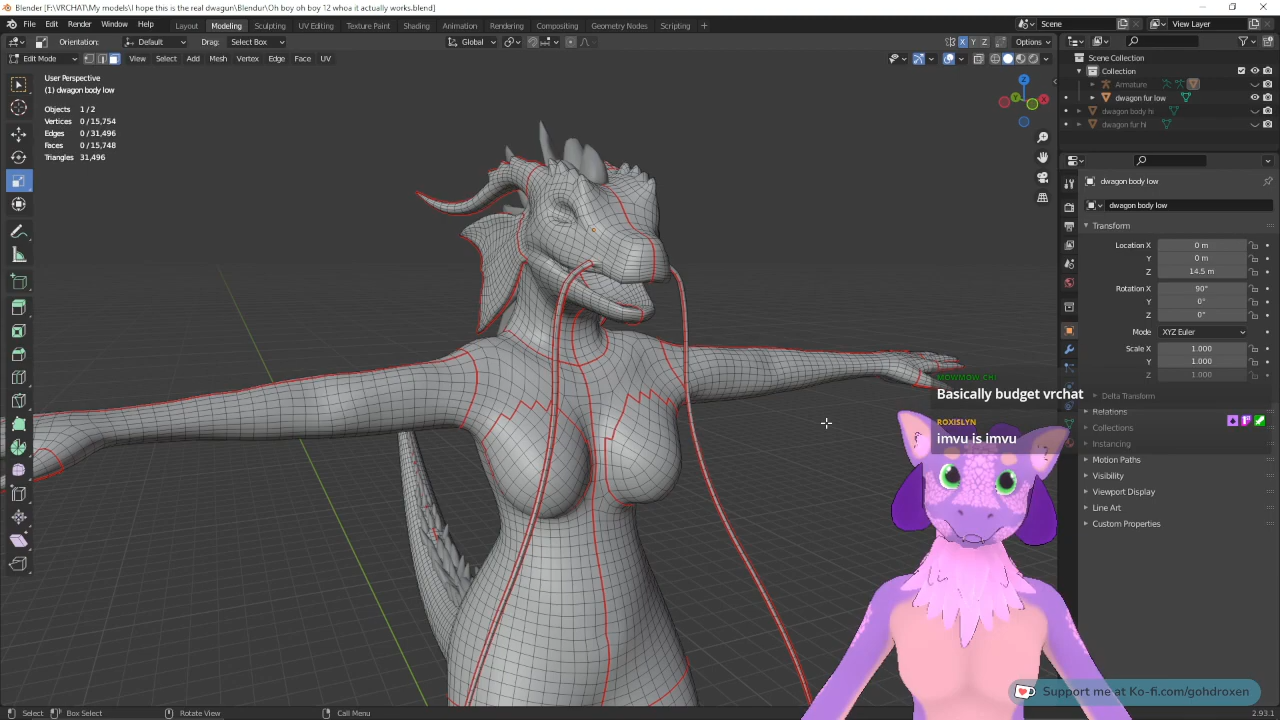 Blender [F:\VRCHAT\My models\I hope this is the real dwagun\Blendur\Oh boy oh boy 12 whoa it actually works.blend]
File Edit Render Window Help Layout Modeling Sculpting UV Editing Texture Paint Shading Animation Rendering Compositing Geometry Nodes Scripting + Scene View Layer
Orientation: Default Drag: Select Box Global X Y Z Options
Edit Mode View Select Add Mesh Vertex Edge Face UV
User Perspective
(1) dwagon body low
Objects 1/2
Vertices 0/15,754
Edges 0/31,496
Faces 0/15,748
Triangles 31,496
Z
Y
X
Scene Collection
Collection
Armature
dwagon fur low
dwagon body hi
dwagon fur hi
dwagon body low
dwagon body low
Transform
Location X 0 m
Y 0 m
Z 14.5 m
Rotation X 90°
Y 0°
Z 0°
Mode XYZ Euler
Scale X 1.000
Y 1.000
Z 1.000
Delta Transform
Relations
Collections
Instancing
Motion Paths
Visibility
Viewport Display
Line Art
Custom Properties
MOWMOW_CHI
Basically budget vrchat
ROXISLYN
imvu is imvu
Support me at Ko-fi.com/gohdroxen
Select Box Select Rotate View Call Menu 2.93.1